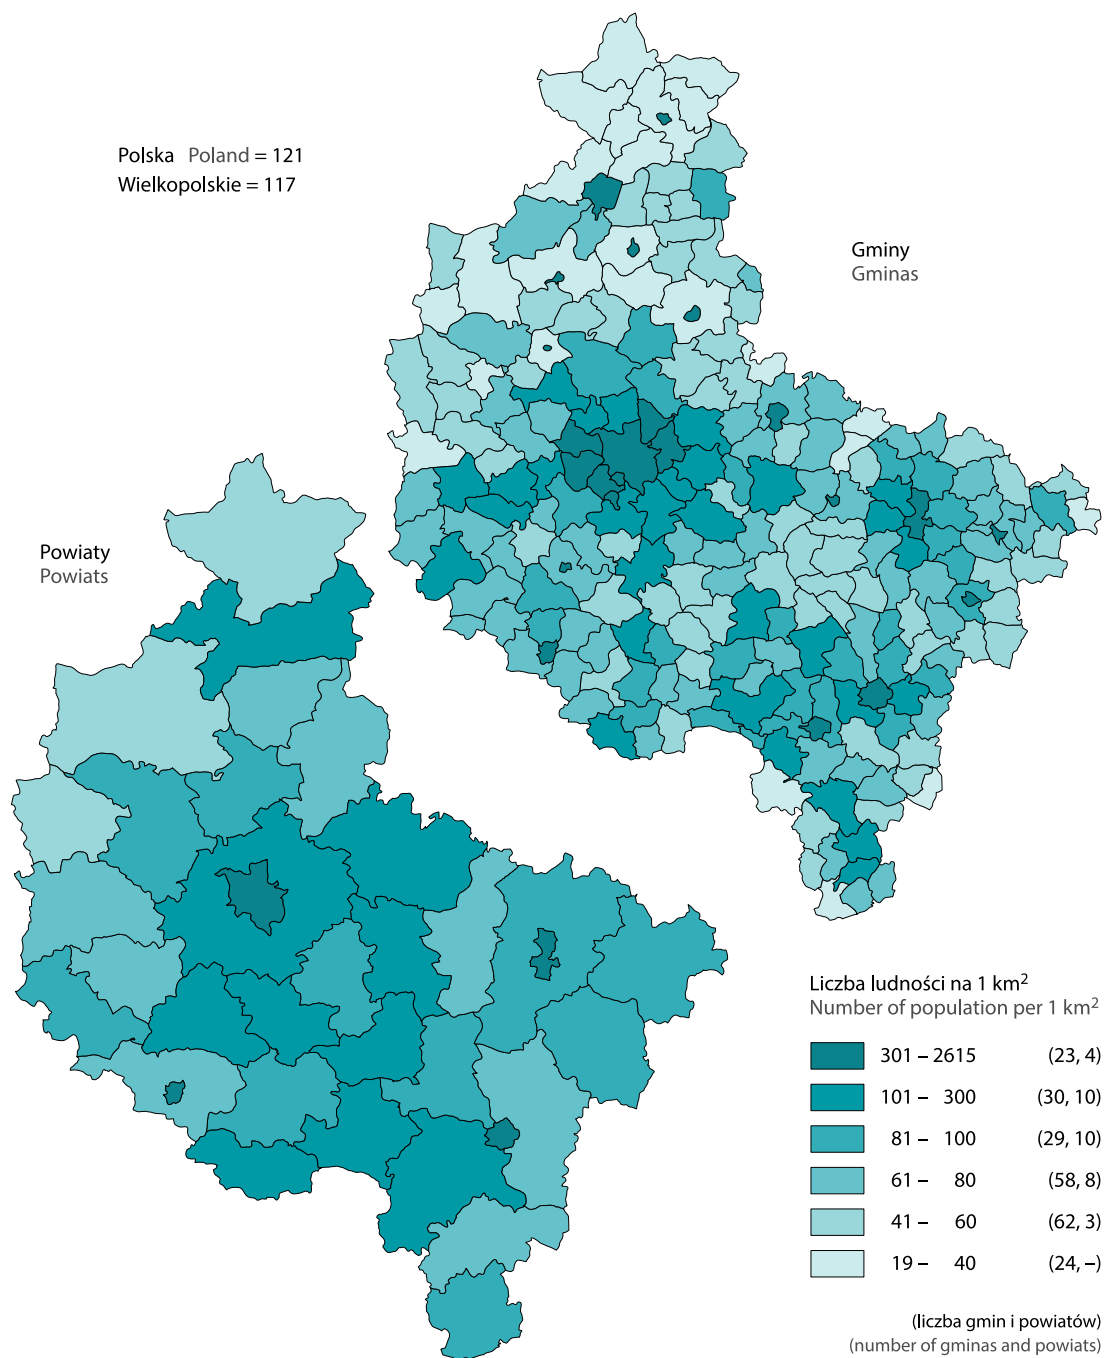 Polska Poland = 121
Wielkopolskie = 117
Gminy
Gminas
Powiaty
Powiats
Liczba ludności na 1 km²
Number of population per 1 km²
301 – 2615 (23, 4)
101 – 300 (30, 10)
81 – 100 (29, 10)
61 – 80 (58, 8)
41 – 60 (62, 3)
19 – 40 (24, –)
(liczba gmin i powiatów)
(number of gminas and powiats)